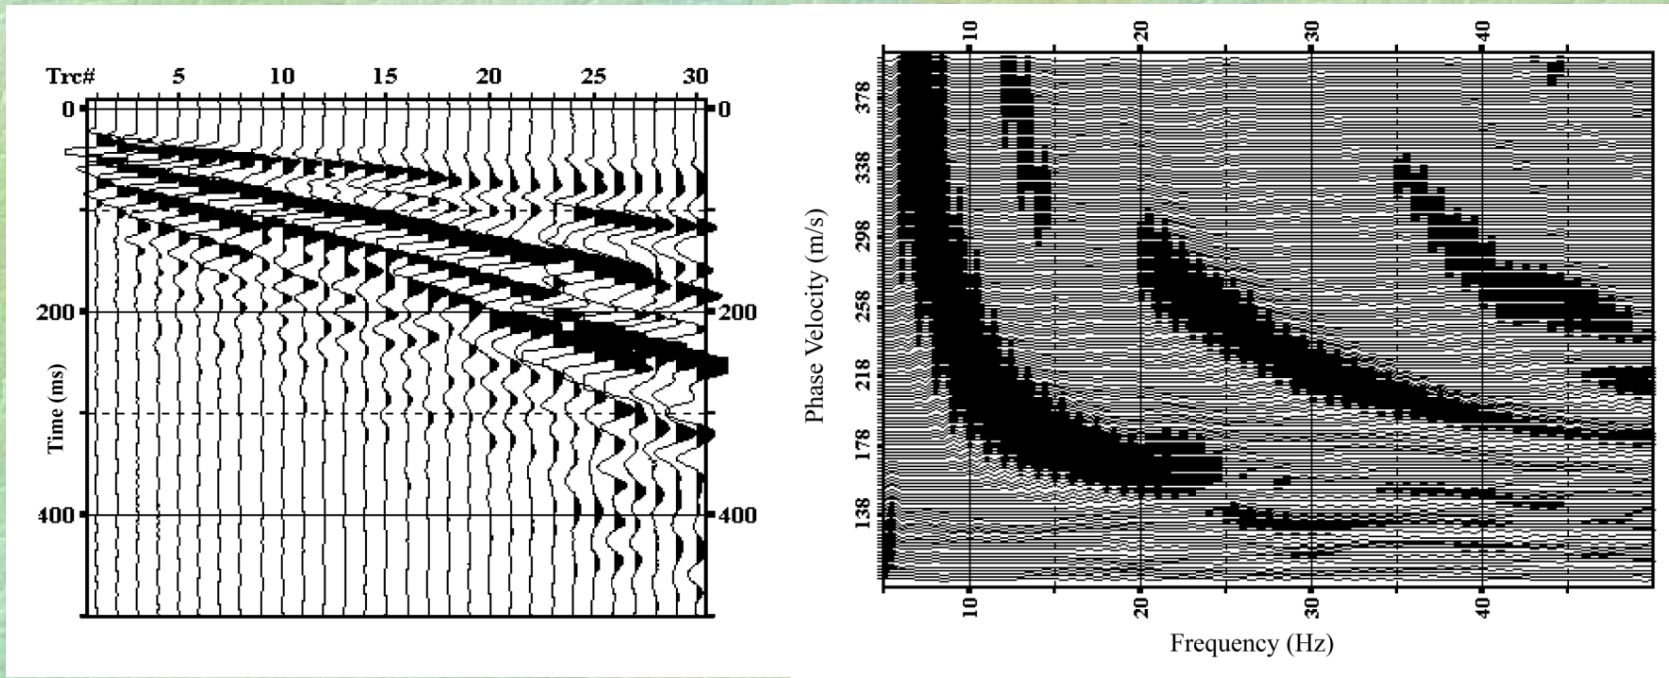 Trc# 5 10 15 20 25 30
0 0
200 200
400 400
Time (ms)
10 20 30 40
378
338
298
258
218
178
138
Phase Velocity (m/s)
10 20 30 40
Frequency (Hz)